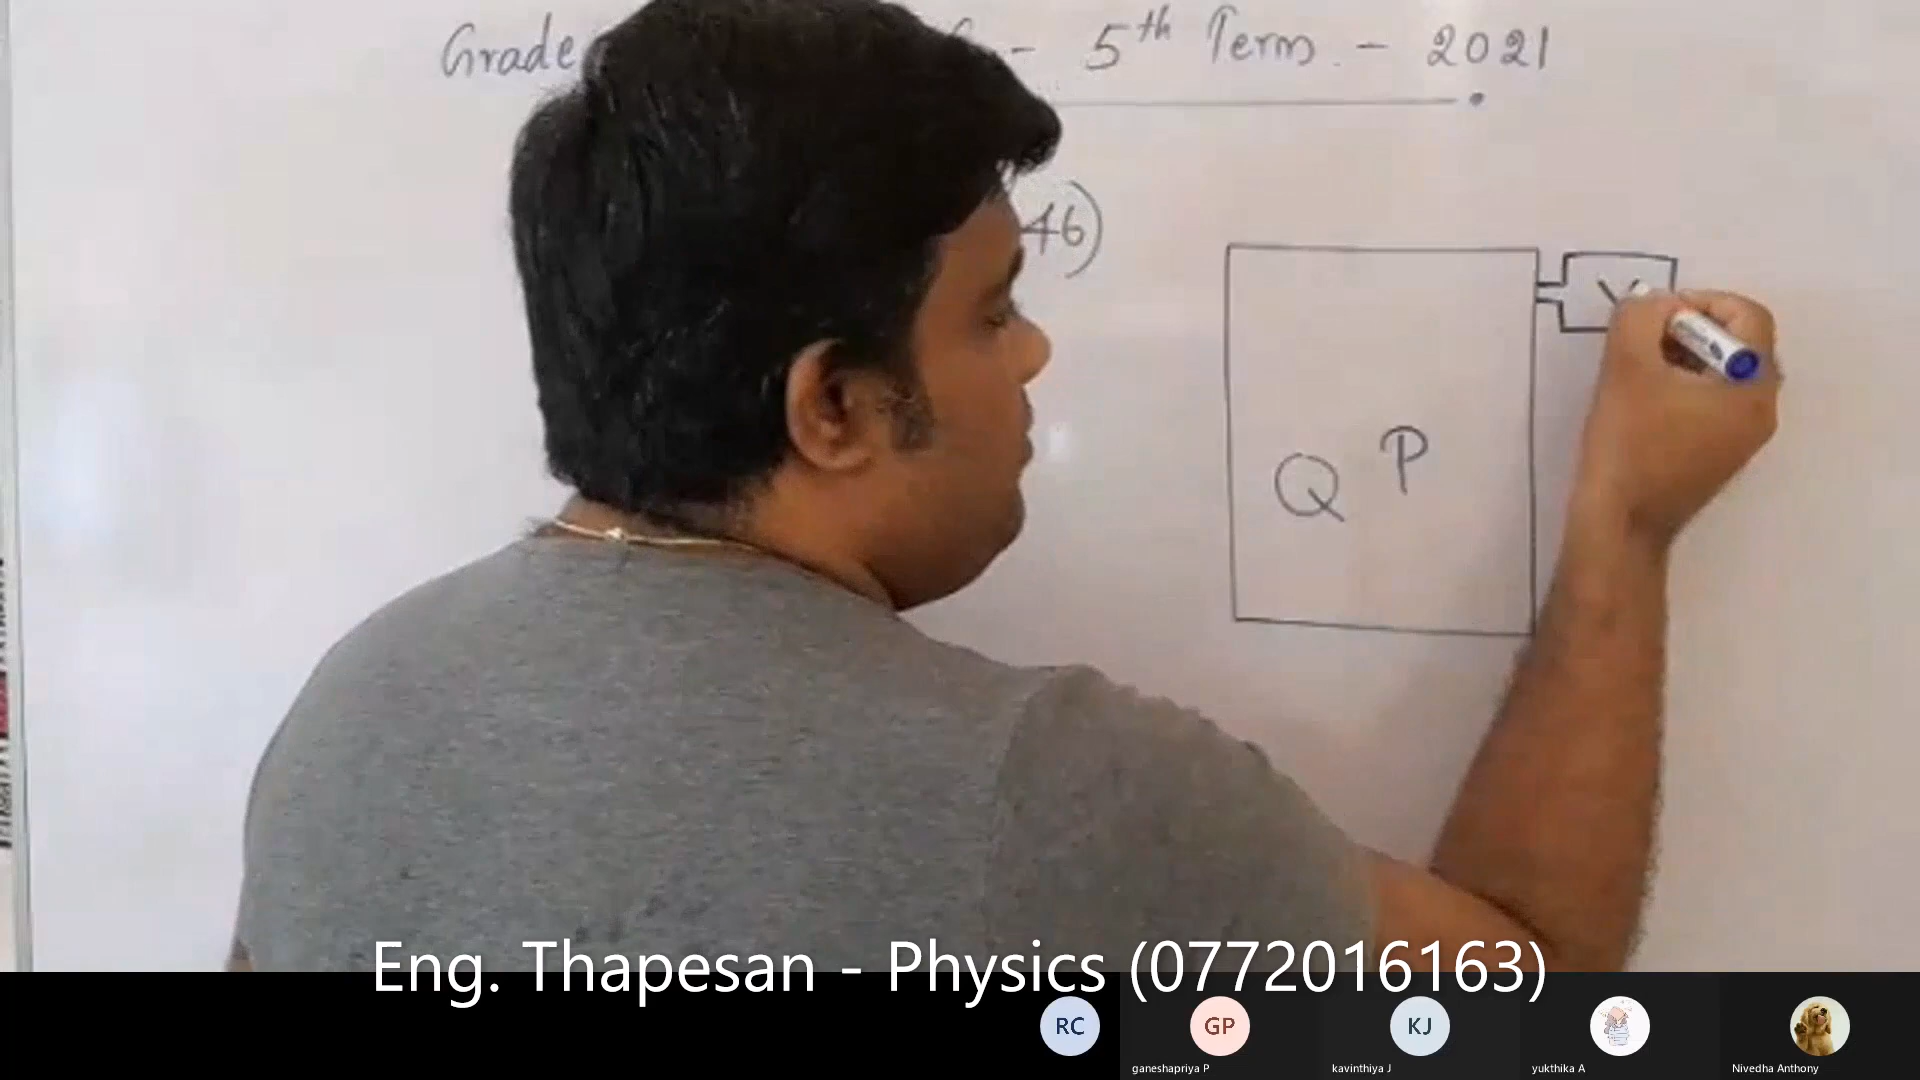 Grade - 5th Term. - 2021
46)
Q P
Eng. Thapesan - Physics (0772016163)
RC GP KJ
ganeshapriya P kavinthiya J yukthika A Nivedha Anthony